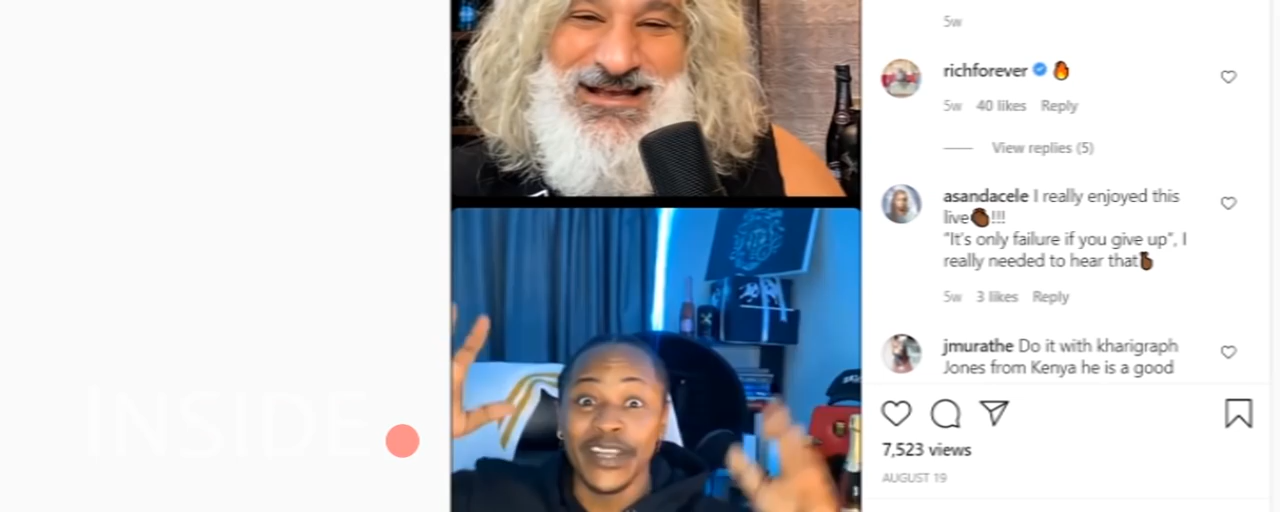 5w
richforever
5w 40 likes Reply
View replies (5)
asandacele I really enjoyed this
live!!!
"It's only failure if you give up", I
really needed to hear that
5w 3 likes Reply
jmurathe Do it with kharigraph
Jones from Kenya he is a good
7,523 views
AUGUST 19
INSIDE